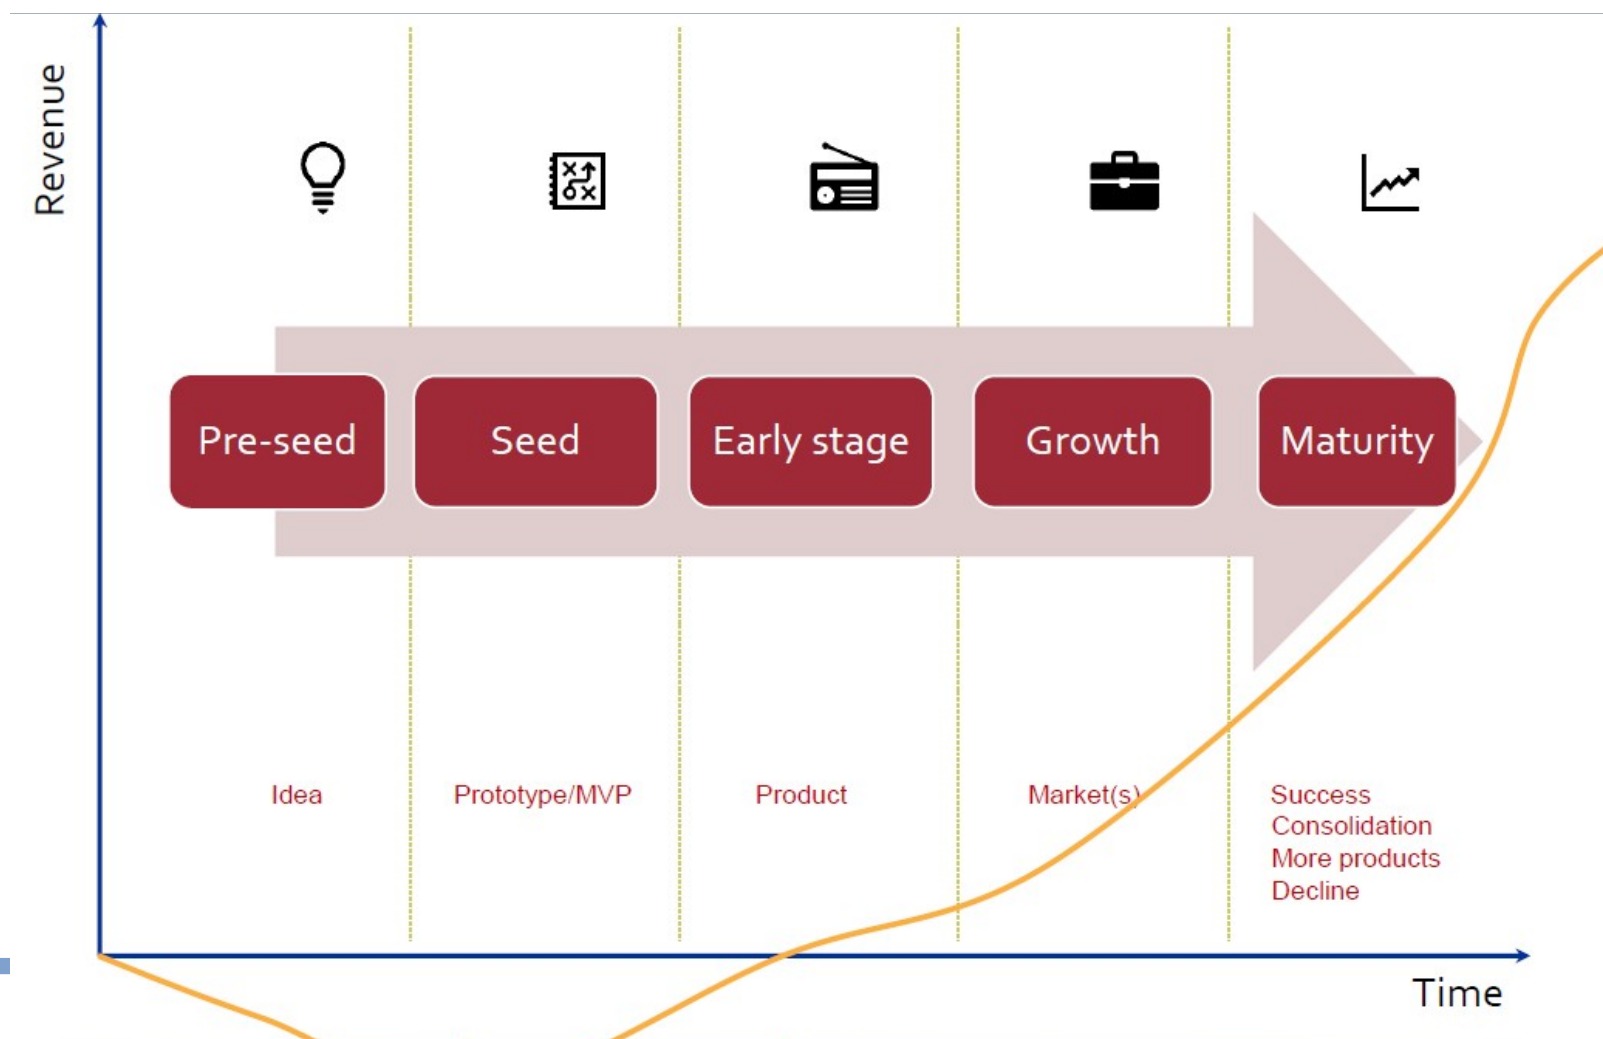 Revenue
Pre-seed
Seed
Early stage
Growth
Maturity
Idea
Prototype/MVP
Product
Market(s)
Success
Consolidation
More products
Decline
Time